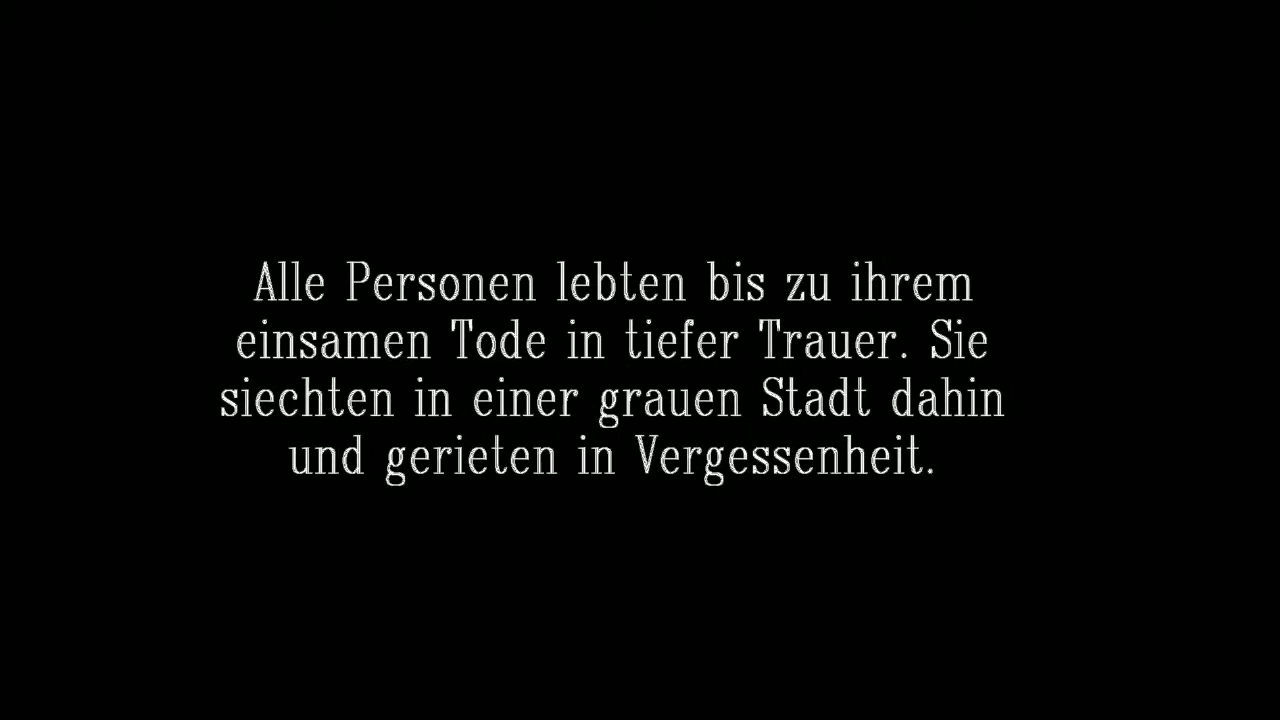 Alle Personen lebten bis zu ihrem
einsamen Tode in tiefer Trauer. Sie
siechten in einer grauen Stadt dahin
und gerieten in Vergessenheit.